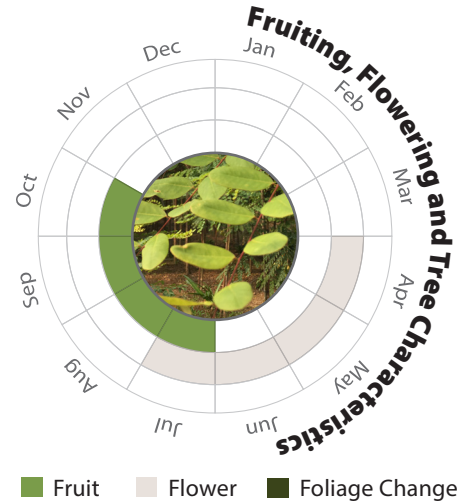 Fruiting, Flowering and Tree Characteristics
Jan
Feb
Mar
Apr
May
Jun
Jul
Aug
Sep
Oct
Nov
Dec
Fruit
Flower
Foliage Change